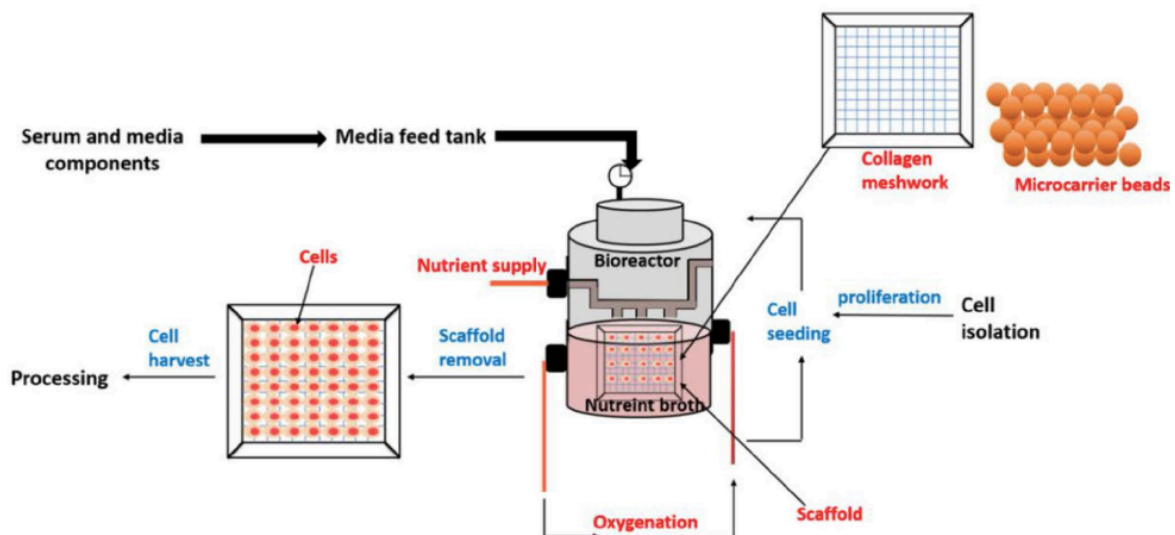 Serum and media
components
Media feed tank
Collagen
meshwork
Microcarrier beads
Cells
Nutrient supply
Bioreactor
Cell
seeding
proliferation
Cell
isolation
Processing
Cell
harvest
Scaffold
removal
Nutreint broth
Oxygenation
Scaffold